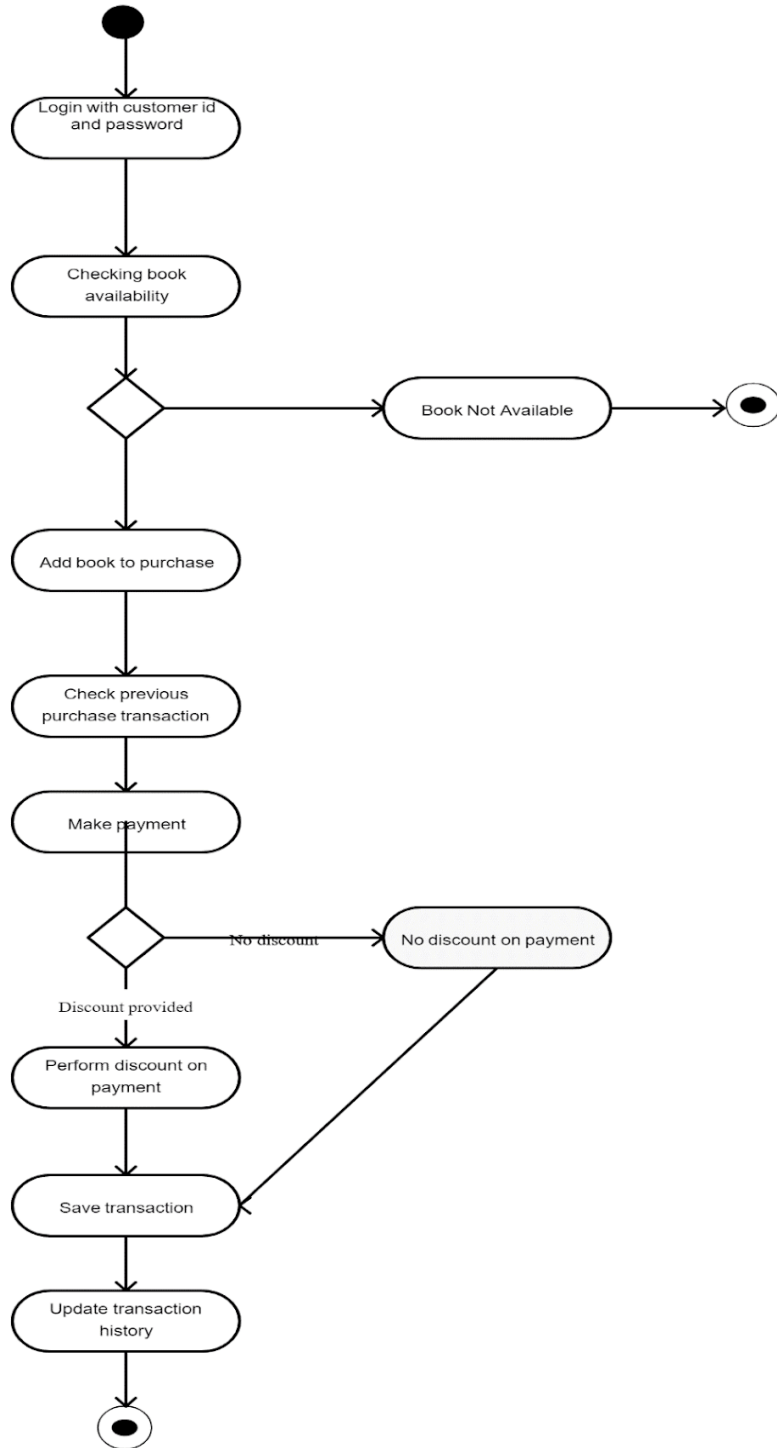 Login with customer id
and password
Checking book
availability
Book Not Available
Add book to purchase
Check previous
purchase transaction
Make payment
No discount
No discount on payment
Discount provided
Perform discount on
payment
Save transaction
Update transaction
history